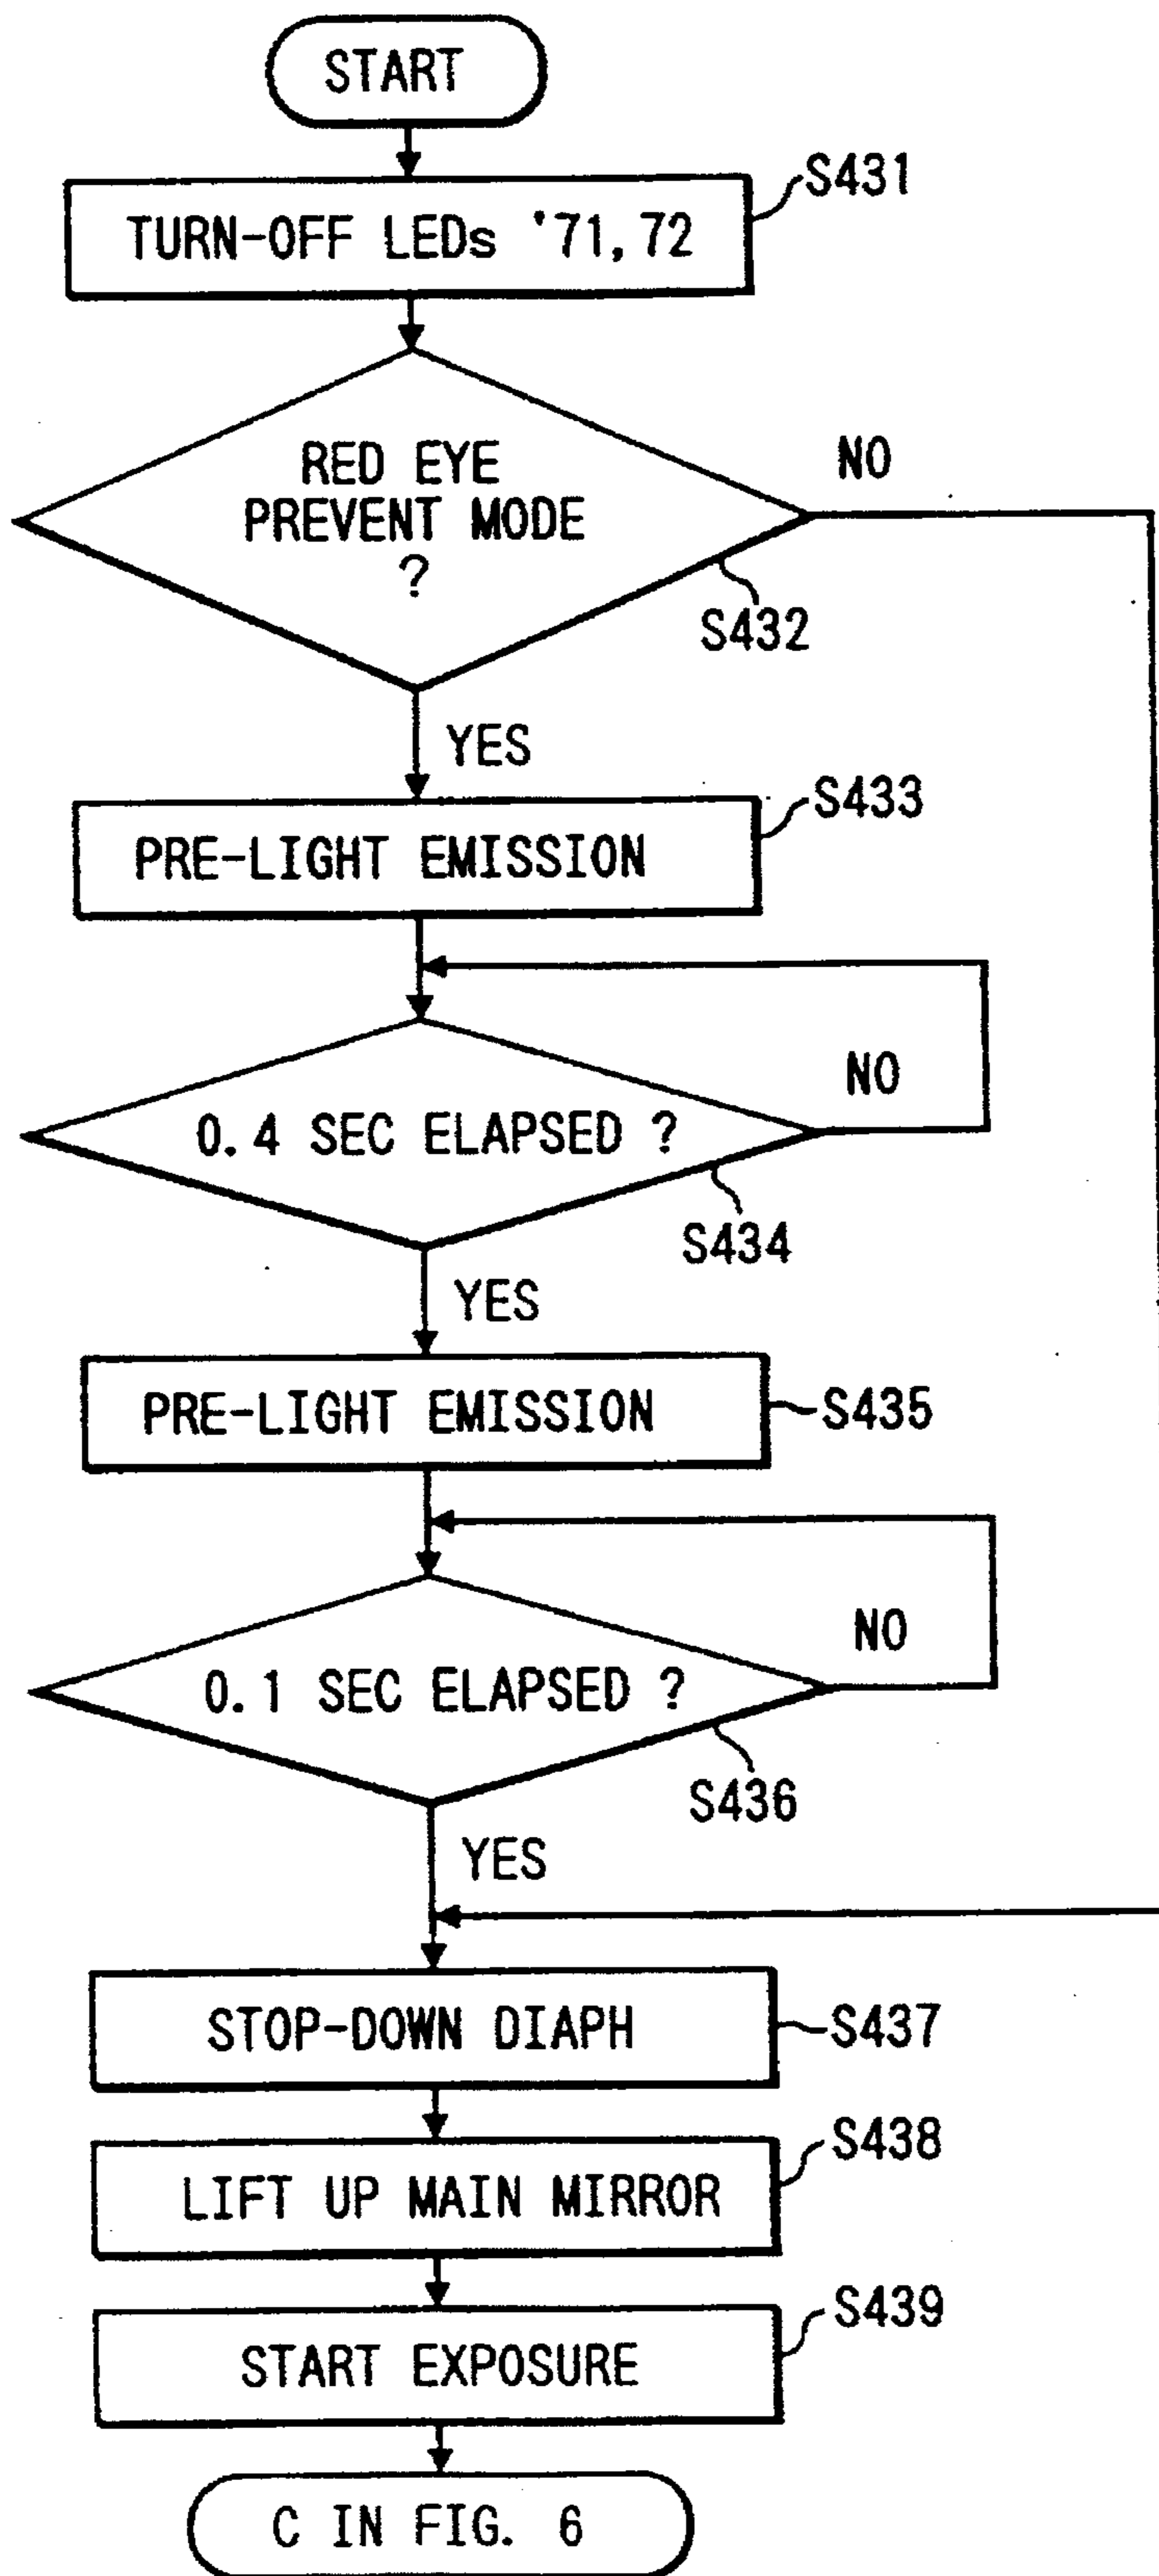 START
S431
TURN-OFF LEDs '71, 72
RED EYE
PREVENT MODE
?
NO
S432
YES
S433
PRE-LIGHT EMISSION
NO
0.4 SEC ELAPSED ?
S434
YES
PRE-LIGHT EMISSION
S435
NO
0.1 SEC ELAPSED ?
S436
YES
STOP-DOWN DIAPH
S437
S438
LIFT UP MAIN MIRROR
S439
START EXPOSURE
C IN FIG. 6